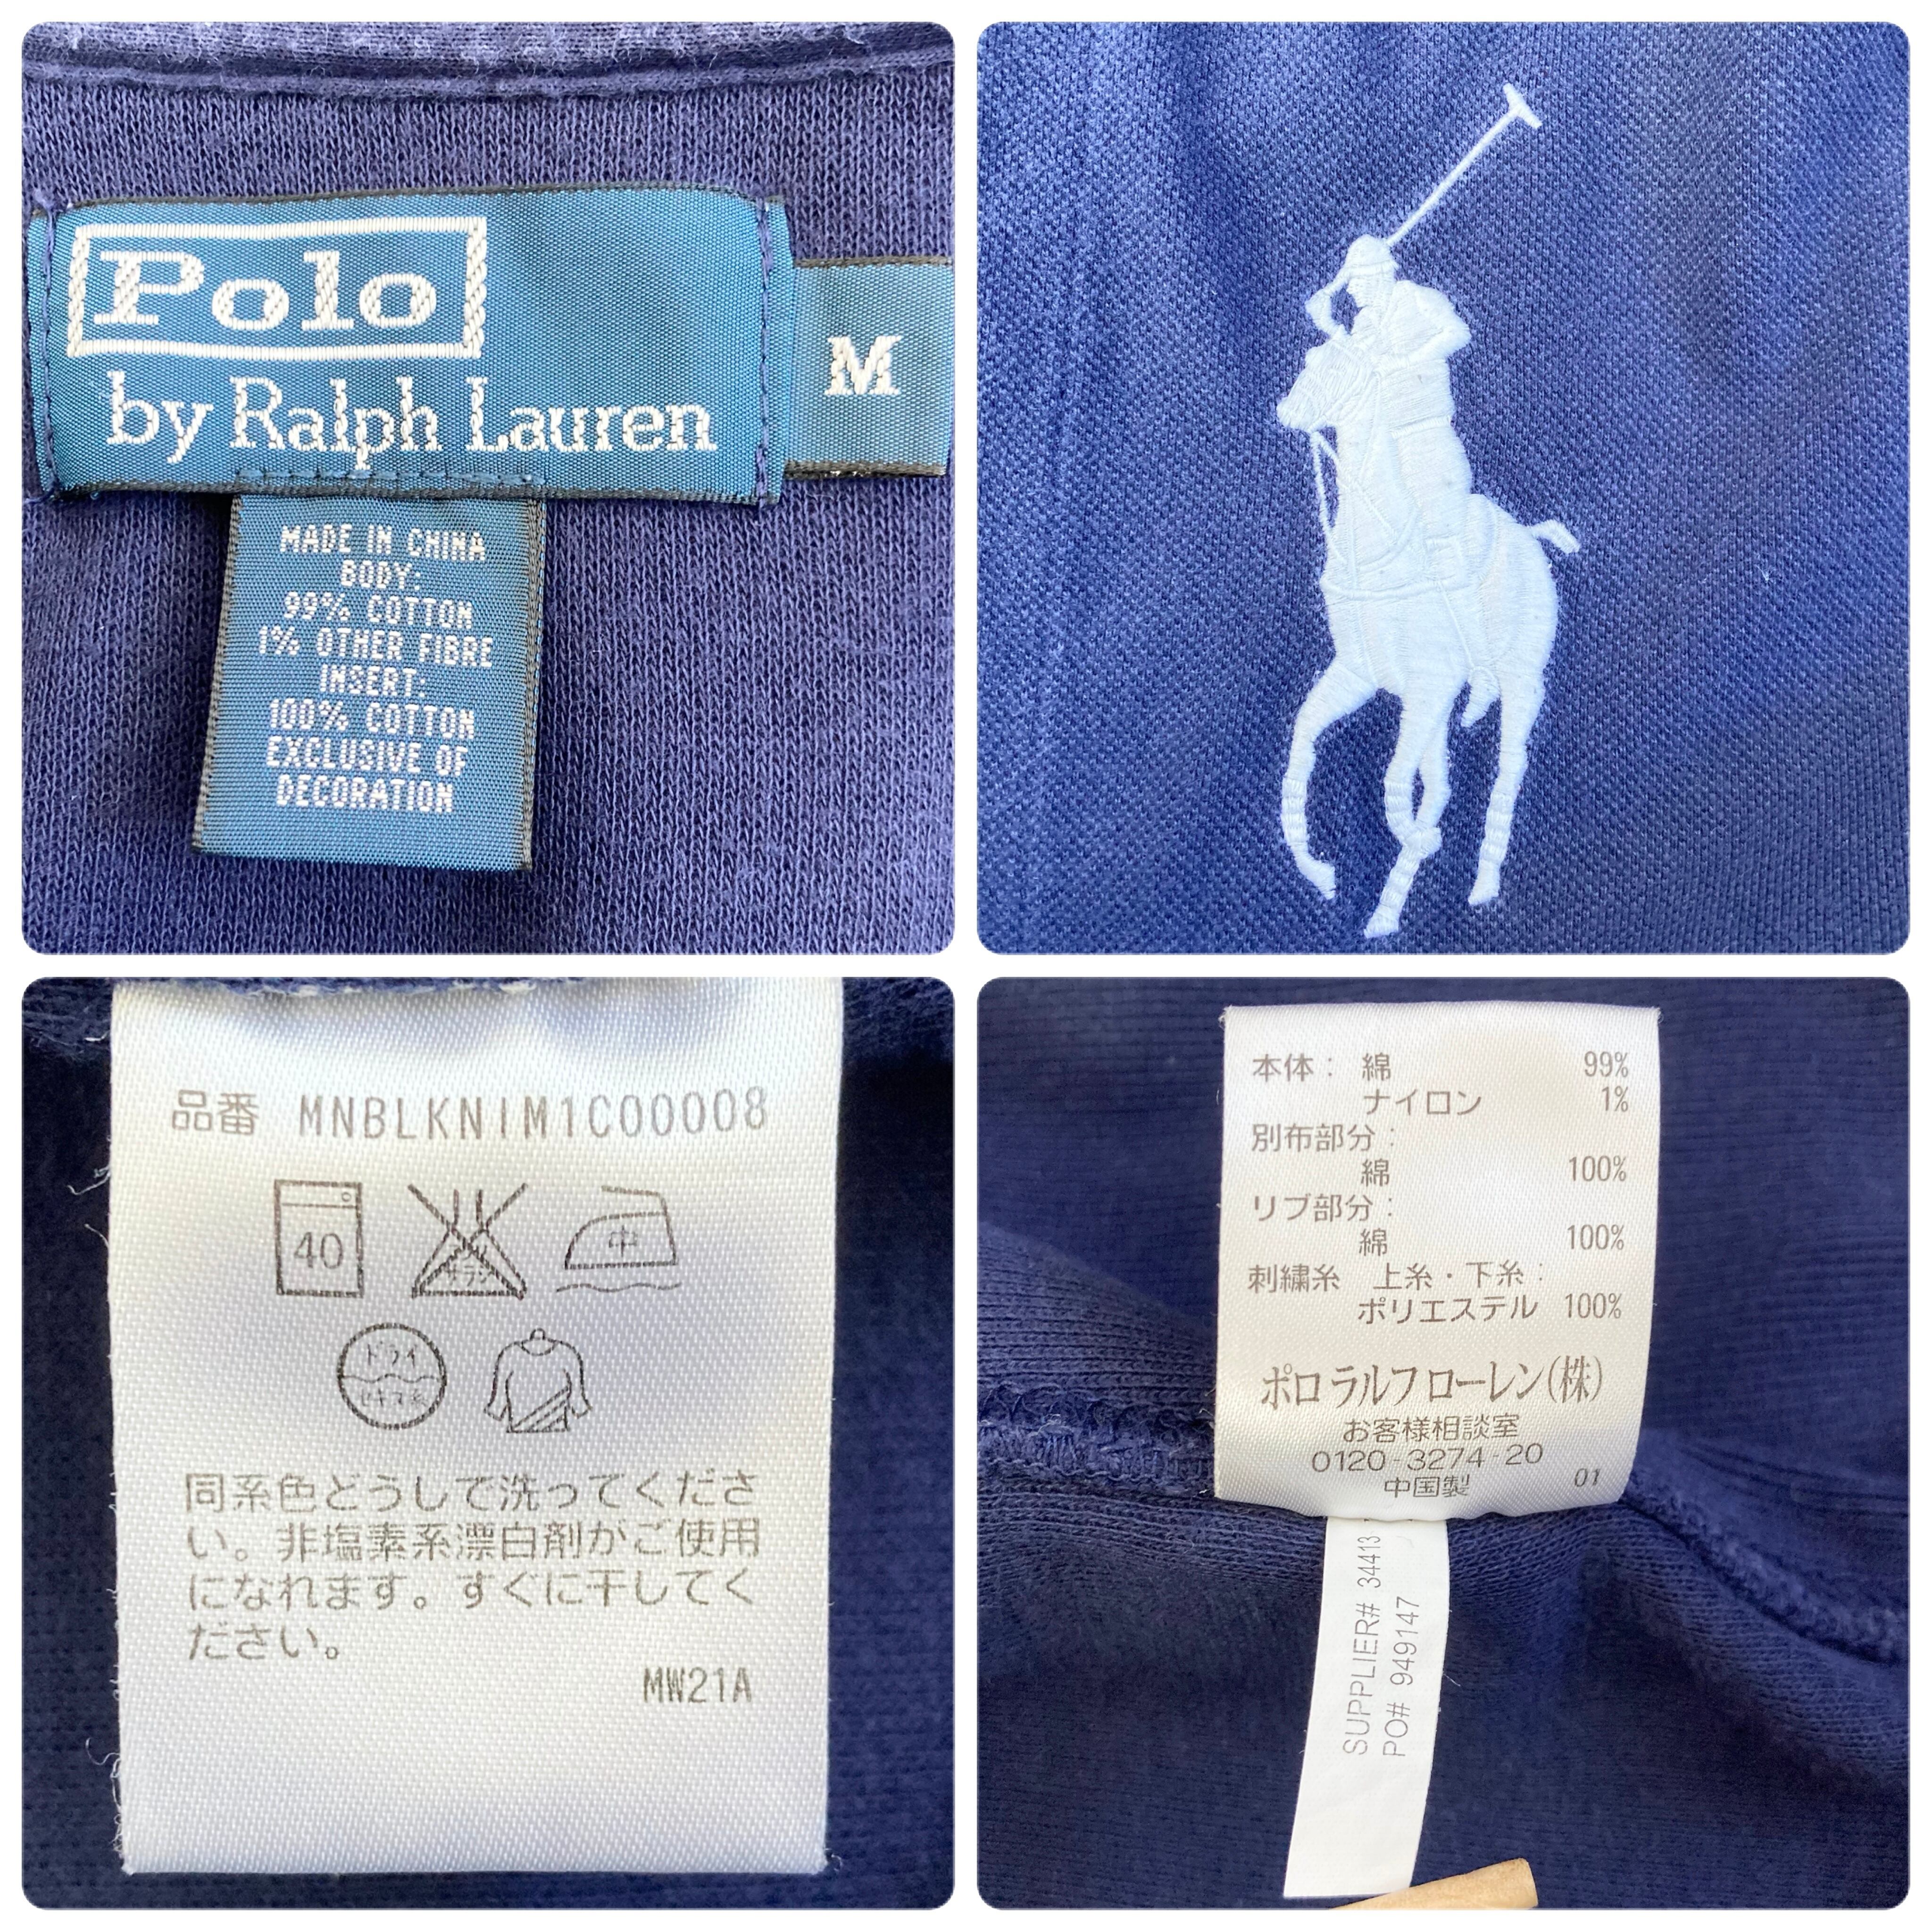 Polo
by Ralph Lauren
M
MADE IN CHINA
BODY:
99% COTTON
1% OTHER FIBRE
INSERT:
100% COTTON
EXCLUSIVE OF
DECORATION
品番 MNBLKNIM1C00008
40
中
ドライ
同系色どうしで洗ってくださ
い。非塩素系漂白剤がご使用
になれます。すぐに干してく
ださい。
MW21A
本体: 綿 99%
ナイロン 1%
別布部分:
綿 100%
リブ部分:
綿 100%
刺繍糸 上糸・下糸:
ポリエステル 100%
ポロ ラルフ ローレン(株)
お客様相談室
0120-3274-20
中国製 01
SUPPLIER# 34413
PO# 949147